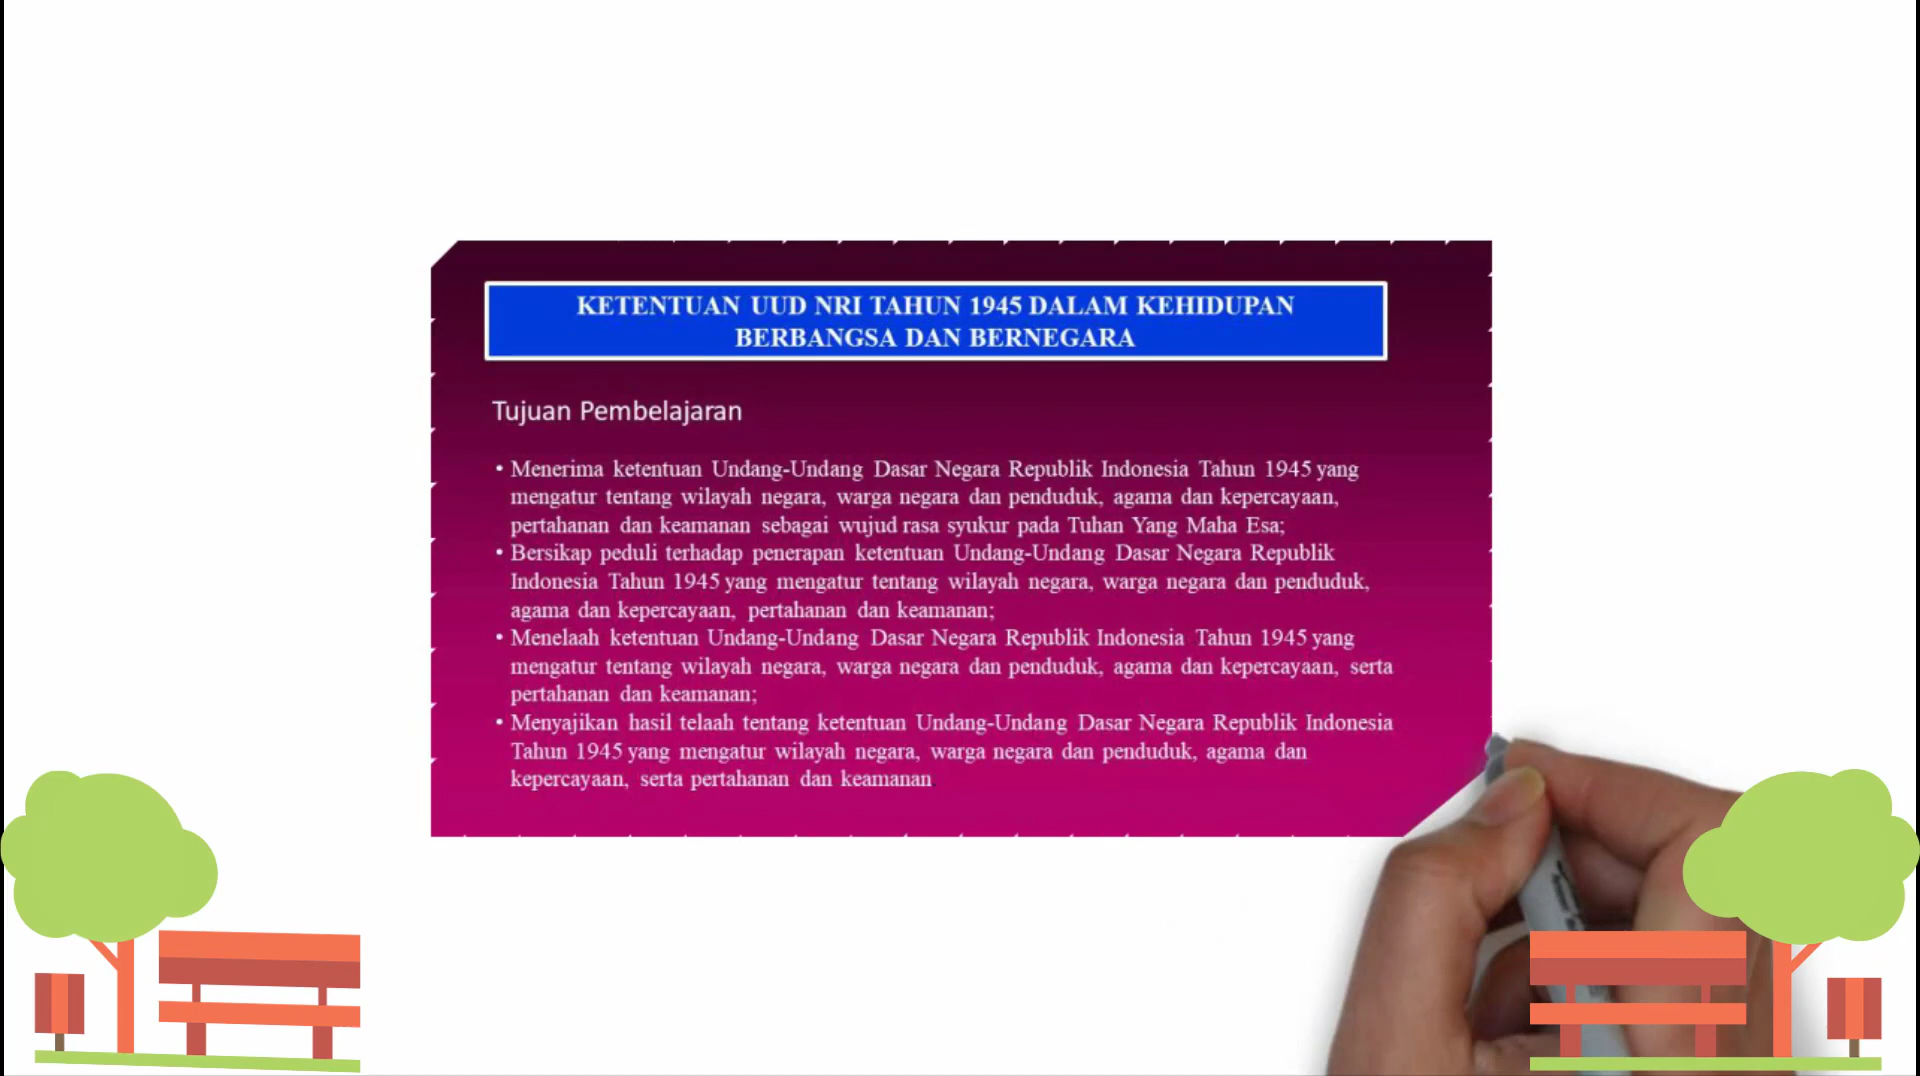 KETENTUAN UUD NRI TAHUN 1945 DALAM KEHIDUPAN
BERBANGSA DAN BERNEGARA
Tujuan Pembelajaran
• Menerima ketentuan Undang-Undang Dasar Negara Republik Indonesia Tahun 1945 yang
mengatur tentang wilayah negara, warga negara dan penduduk, agama dan kepercayaan,
pertahanan dan keamanan sebagai wujud rasa syukur pada Tuhan Yang Maha Esa;
• Bersikap peduli terhadap penerapan ketentuan Undang-Undang Dasar Negara Republik
Indonesia Tahun 1945 yang mengatur tentang wilayah negara, warga negara dan penduduk,
agama dan kepercayaan, pertahanan dan keamanan;
• Menelaah ketentuan Undang-Undang Dasar Negara Republik Indonesia Tahun 1945 yang
mengatur tentang wilayah negara, warga negara dan penduduk, agama dan kepercayaan, serta
pertahanan dan keamanan;
• Menyajikan hasil telaah tentang ketentuan Undang-Undang Dasar Negara Republik Indonesia
Tahun 1945 yang mengatur wilayah negara, warga negara dan penduduk, agama dan
kepercayaan, serta pertahanan dan keamanan